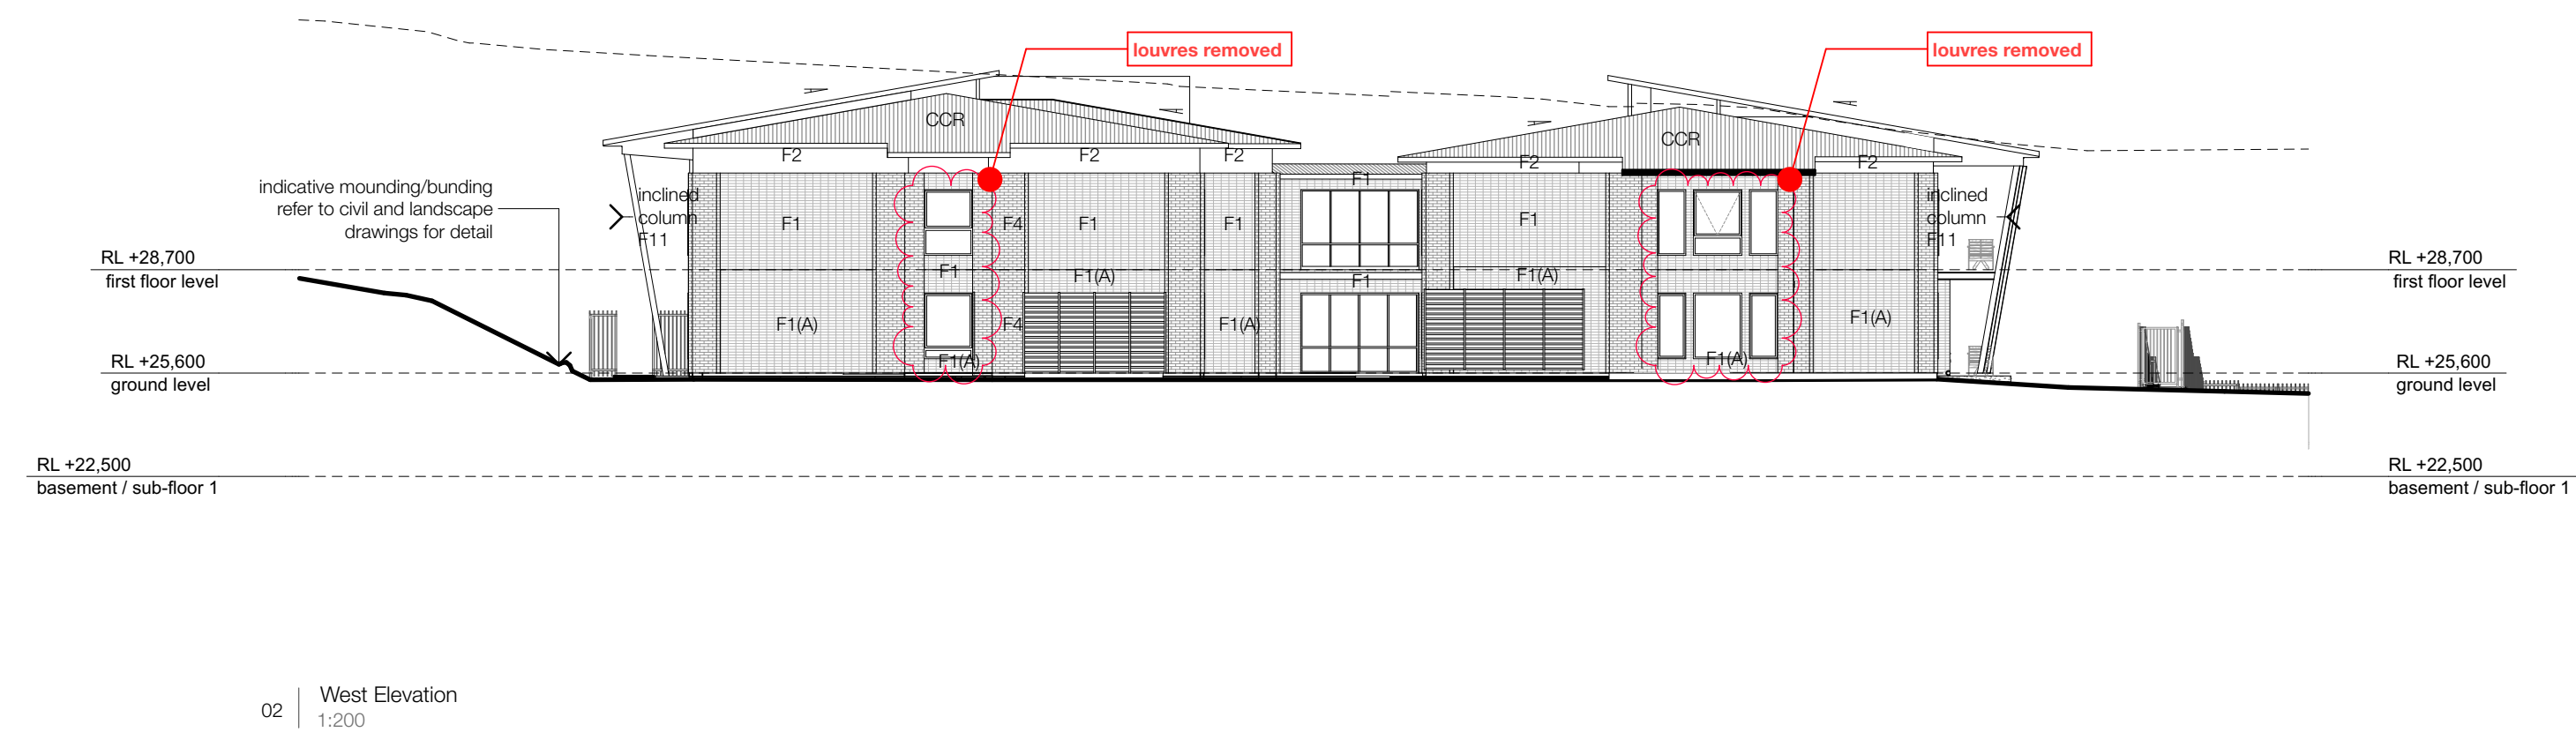 louvres removed
louvres removed
CCR
CCR
F2
F2
F2
F2
F2
indicative mounding/bunding
refer to civil and landscape
drawings for detail
inclined
column
F11
F1
F4
F1
F1
F1
F1
inclined
column
F11
RL +28,700
first floor level
F1
F1(A)
F1
F1(A)
RL +28,700
first floor level
F1(A)
F4
F1(A)
F1(A)
RL +25,600
ground level
F1(A)
F1(A)
RL +25,600
ground level
RL +22,500
basement / sub-floor 1
RL +22,500
basement / sub-floor 1
02
West Elevation
1:200